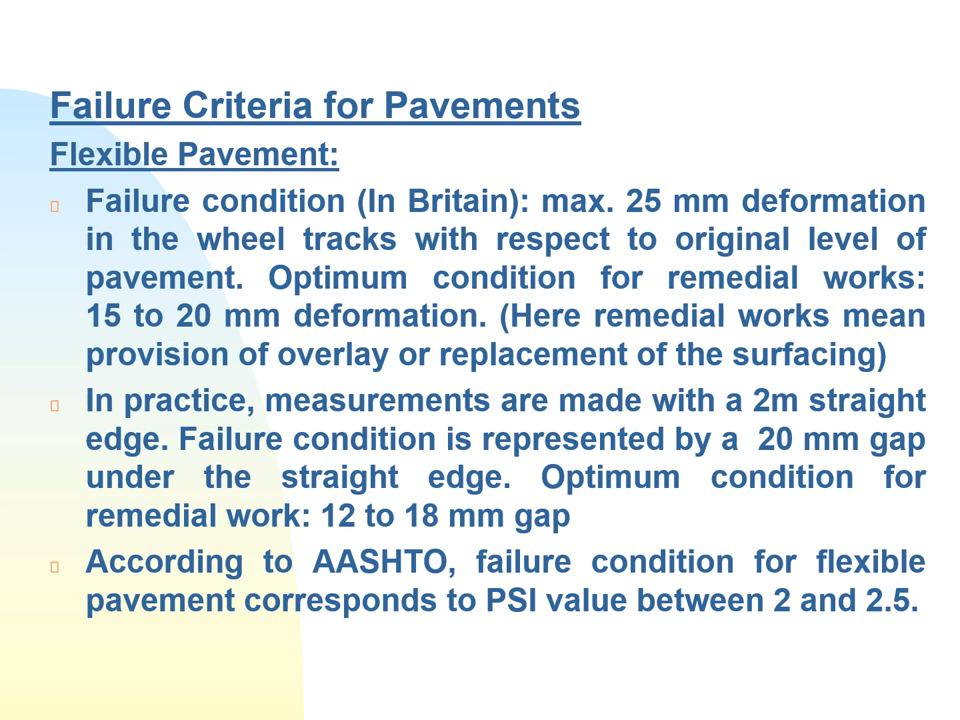 Failure Criteria for Pavements
Flexible Pavement:
Failure condition (In Britain): max. 25 mm deformation
in the wheel tracks with respect to original level of
pavement. Optimum condition for remedial works:
15 to 20 mm deformation. (Here remedial works mean
provision of overlay or replacement of the surfacing)
In practice, measurements are made with a 2m straight
edge. Failure condition is represented by a 20 mm gap
under the straight edge. Optimum condition for
remedial work: 12 to 18 mm gap
According to AASHTO, failure condition for flexible
pavement corresponds to PSI value between 2 and 2.5.